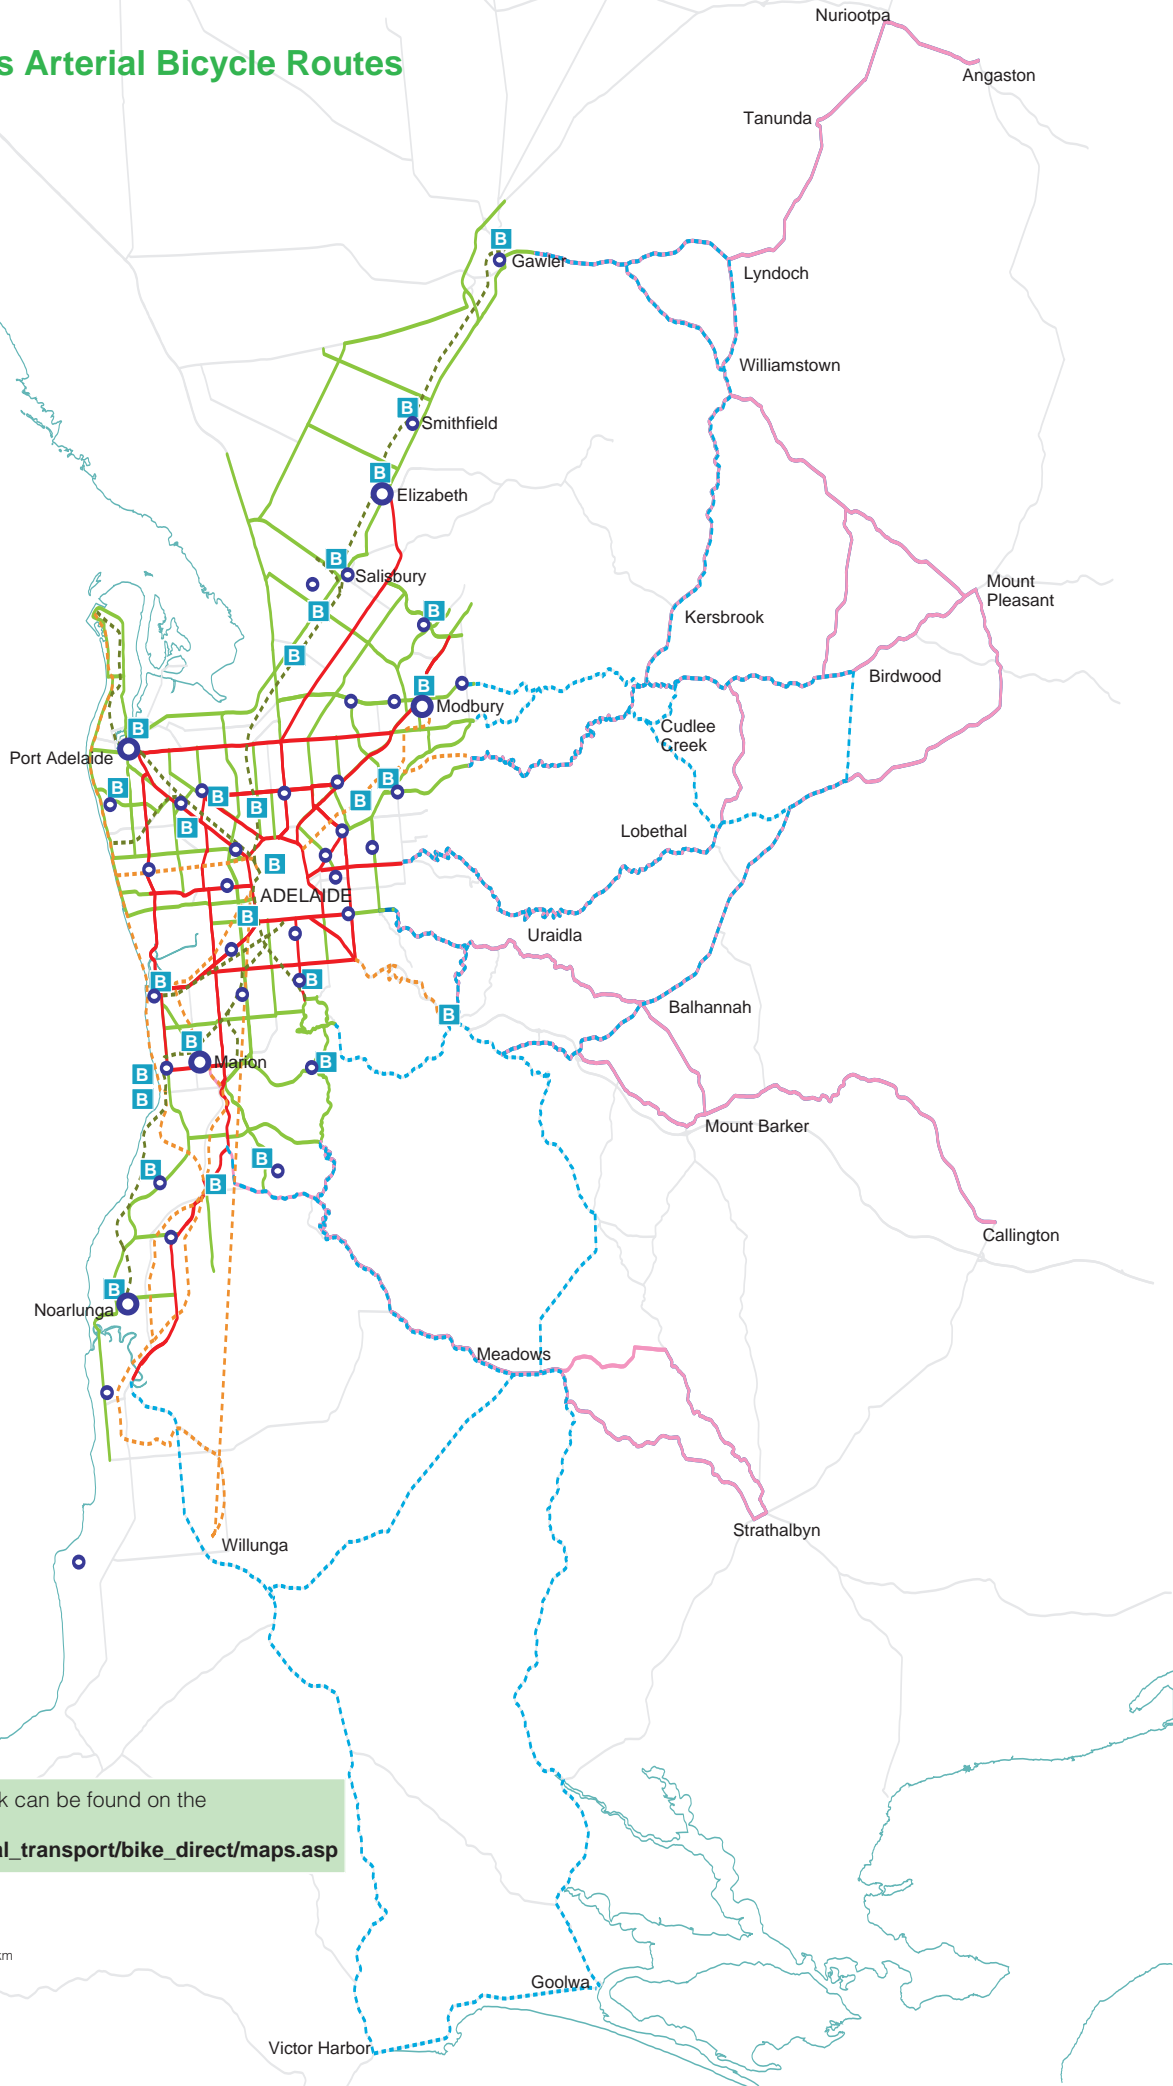 Nuriootpa
s Arterial Bicycle Routes
Angaston
Tanunda
B
Gawler
Lyndoch
Williamstown
B
Smithfield
B
Elizabeth
B
Salisbury
Mount
Pleasant
B
B
Kersbrook
B
Birdwood
B
Modbury
B
Cudlee
Creek
Port Adelaide
B
B
B
B
B
B
Lobethal
B
ADELAIDE
B
Uraidla
B
B
Balhannah
B
B
Marion
B
B
B
Mount Barker
B
B
B
Callington
B
Noarlunga
Meadows
Strathalbyn
Willunga
k can be found on the
al_transport/bike_direct/maps.asp
km
Goolwa
Victor Harbor